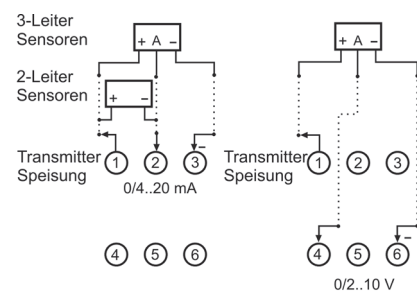 3-Leiter
Sensoren
+ A –
+ A –
2-Leiter
Sensoren
+ –
Transmitter
Speisung
1 2 3 –
0/4..20 mA
Transmitter
Speisung
1 2 3
4 5 6
4 5 6 –
0/2..10 V